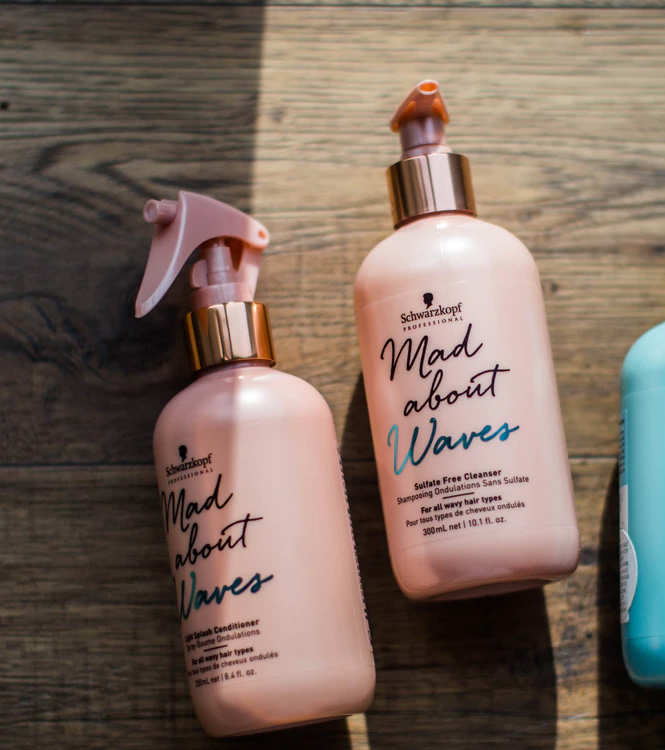 Schwarzkopf
PROFESSIONAL
Mad
about
Waves
Sulfate Free Cleanser
Shampooing Ondulations Sans Sulfate
For all wavy hair types
Pour tous types de cheveux ondulés
300mL net | 10.1 fl. oz.
Schwarzkopf
PROFESSIONAL
Mad
about
Waves
Light Splash Conditioner
Spray-Baume Ondulations
For all wavy hair types
Pour tous types de cheveux ondulés
250mL net | 8.4 fl. oz.